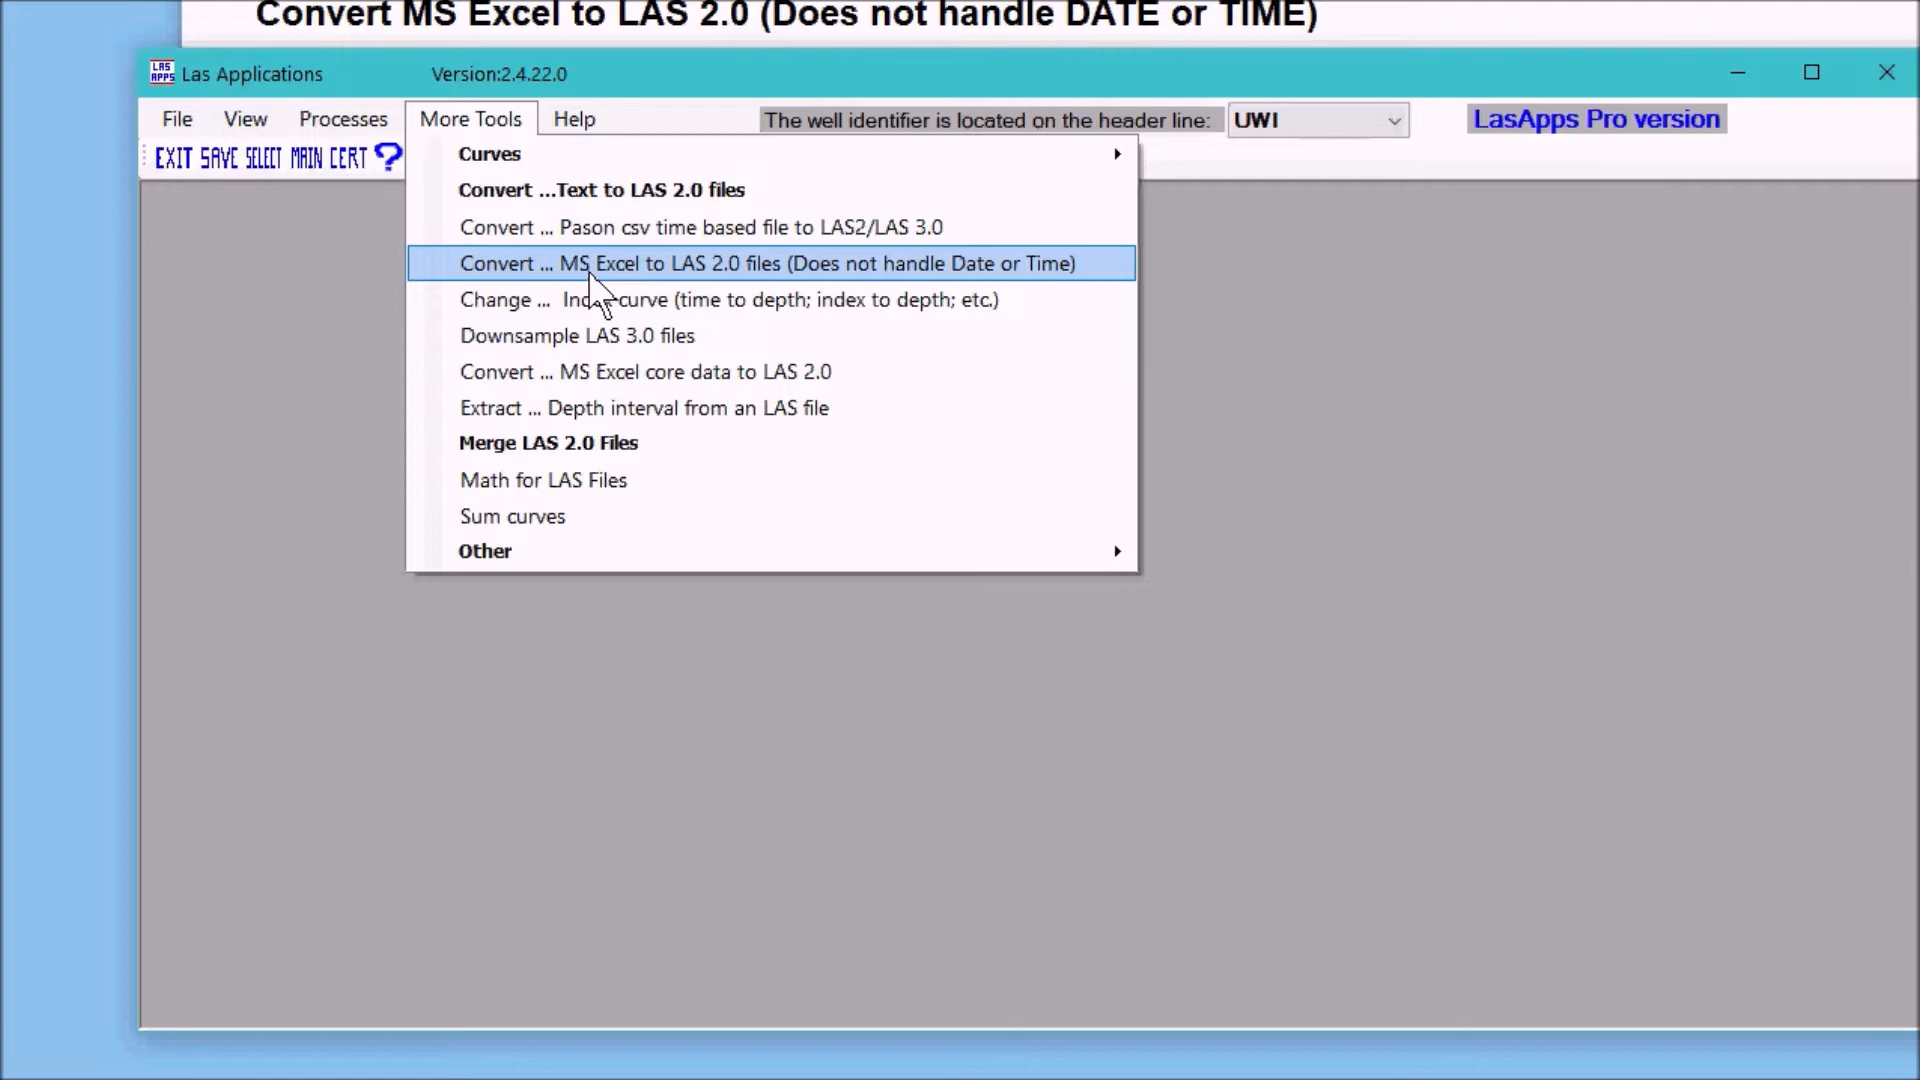 Convert MS Excel to LAS 2.0 (Does not handle DATE or TIME)
LAS APPS Las Applications Version:2.4.22.0
File View Processes More Tools Help The well identifier is located on the header line: UWI LasApps Pro version
EXIT SAVE SELECT MAIN CERT ?
Curves
Convert ...Text to LAS 2.0 files
Convert ... Pason csv time based file to LAS2/LAS 3.0
Convert ... MS Excel to LAS 2.0 files (Does not handle Date or Time)
Change ... curve (time to depth; index to depth; etc.)
Downsample LAS 3.0 files
Convert ... MS Excel core data to LAS 2.0
Extract ... Depth interval from an LAS file
Merge LAS 2.0 Files
Math for LAS Files
Sum curves
Other